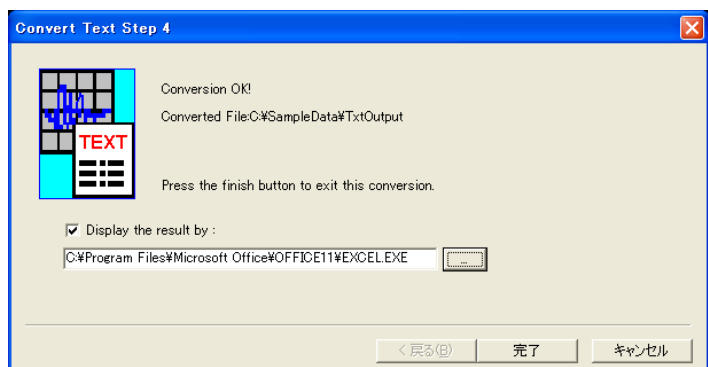 Convert Text Step 4
Conversion OK!
Converted File:C:¥SampleData¥TxtOutput
TEXT
Press the finish button to exit this conversion.
Display the result by :
C:¥Program Files¥Microsoft Office¥OFFICE11¥EXCEL.EXE
...
< 戻る(B)
完了
キャンセル